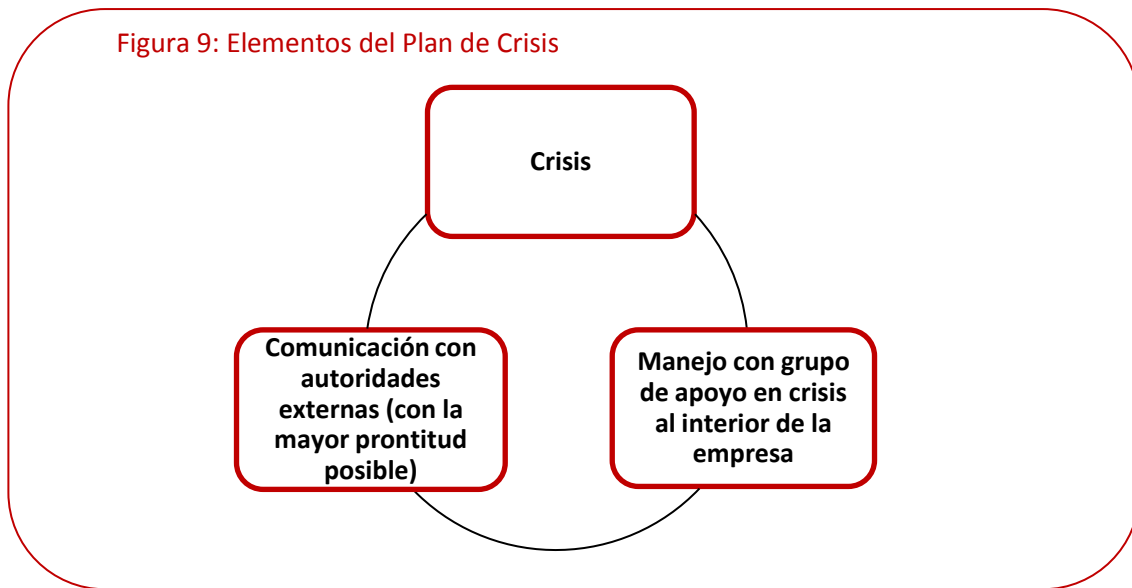 Figura 9: Elementos del Plan de Crisis
Crisis
Comunicación con
autoridades
externas (con la
mayor prontitud
posible)
Manejo con grupo
de apoyo en crisis
al interior de la
empresa